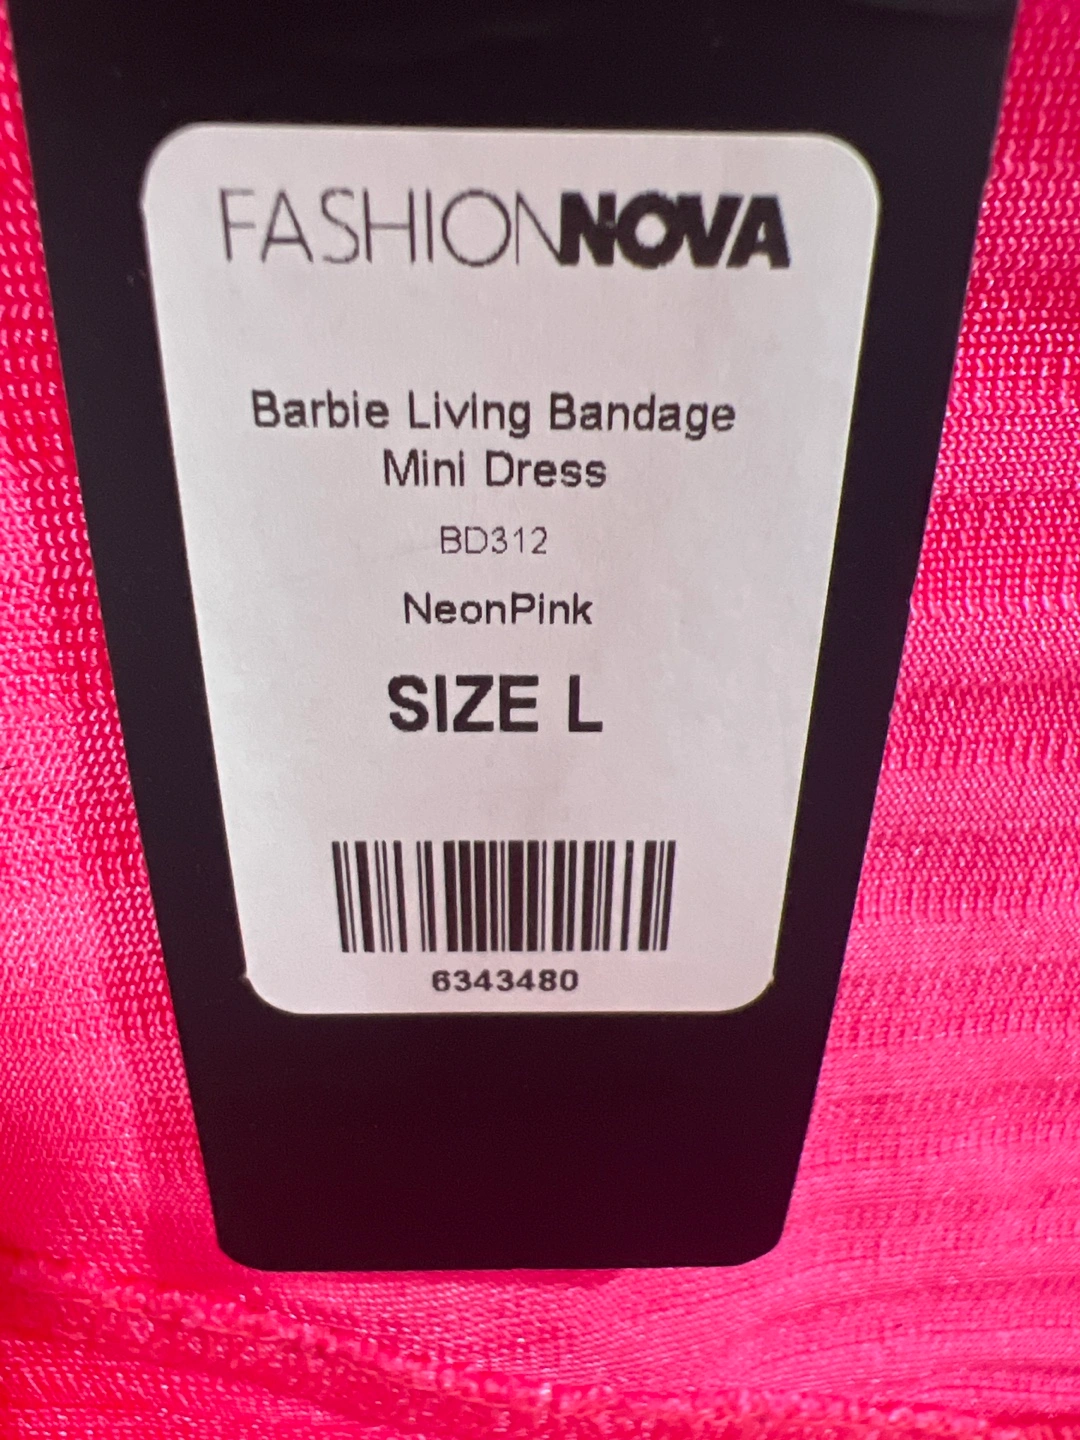 FASHIONNOVA
Barbie Living Bandage
Mini Dress
BD312
NeonPink
SIZE L
6343480